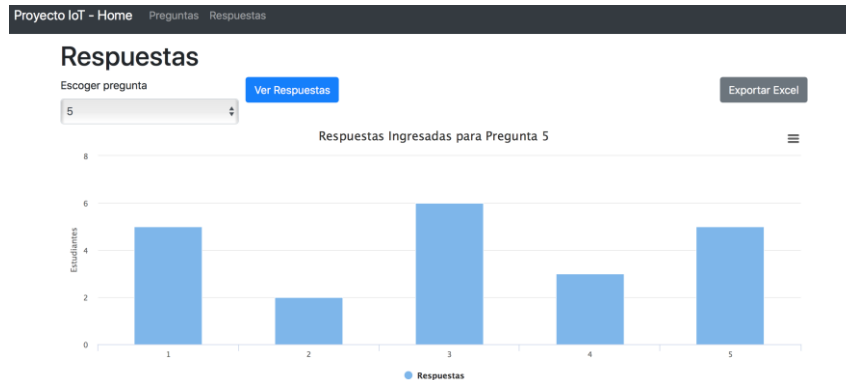 Proyecto IoT - Home Preguntas Respuestas
Respuestas
Escoger pregunta
Ver Respuestas
Exportar Excel
5
Respuestas Ingresadas para Pregunta 5
8
6
4
2
0
Estudiantes
1 2 3 4 5
Respuestas